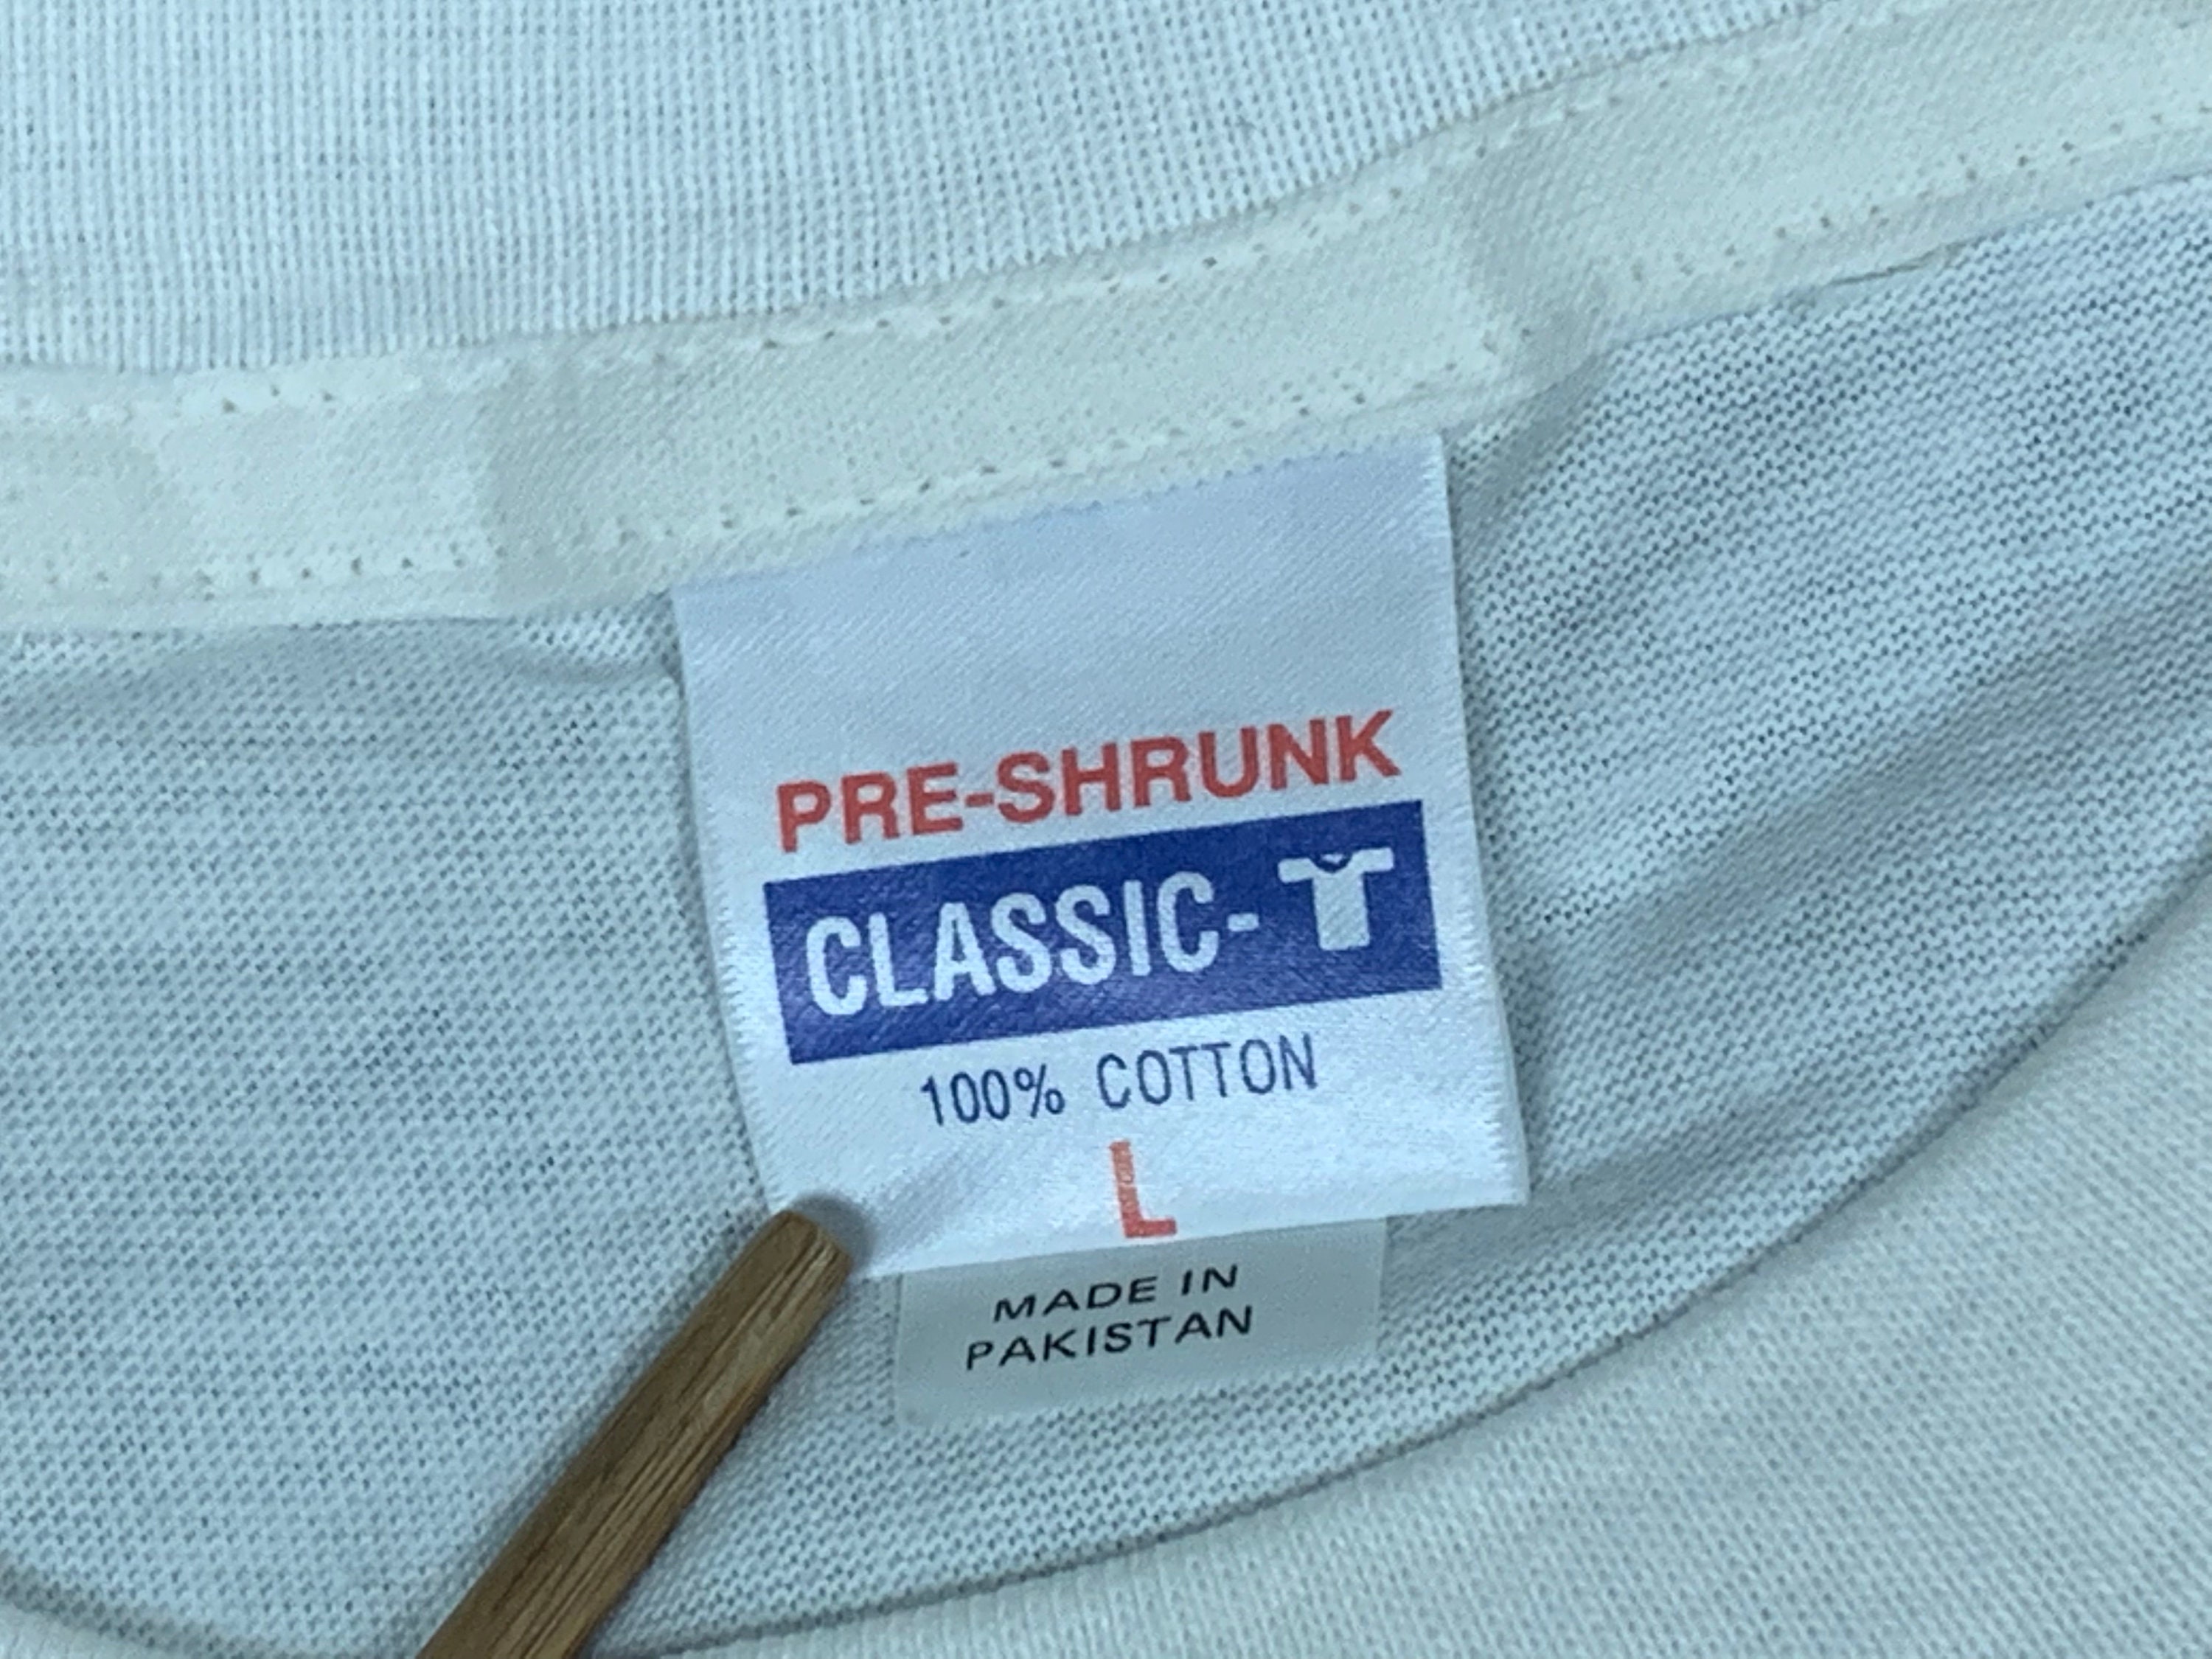 PRE-SHRUNK
CLASSIC-T
100% COTTON
L
MADE IN
PAKISTAN